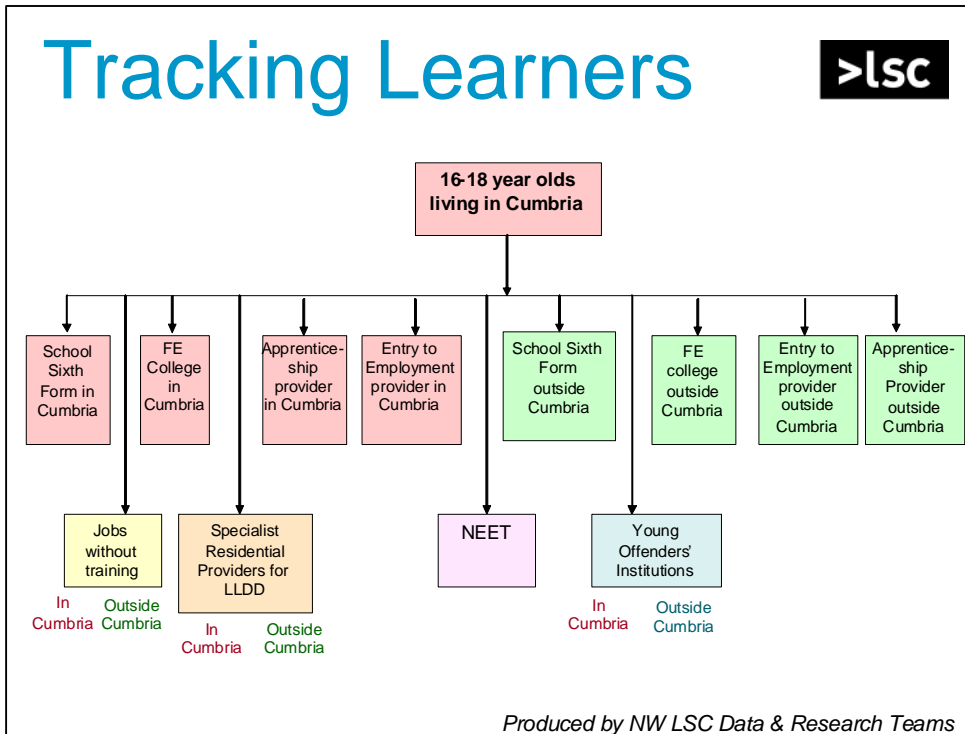 Tracking Learners
>lsc
16-18 year olds
living in Cumbria
School
Sixth
Form in
Cumbria
FE
College
in
Cumbria
Apprentice-
ship
provider
in Cumbria
Entry to
Employment
provider in
Cumbria
School Sixth
Form
outside
Cumbria
FE
college
outside
Cumbria
Entry to
Employment
provider
outside
Cumbria
Apprentice-
ship
Provider
outside
Cumbria
Jobs
without
training
Specialist
Residential
Providers for
LLDD
NEET
Young
Offenders'
Institutions
In
Cumbria
Outside
Cumbria
In
Cumbria
Outside
Cumbria
In
Cumbria
Outside
Cumbria
Produced by NW LSC Data & Research Teams